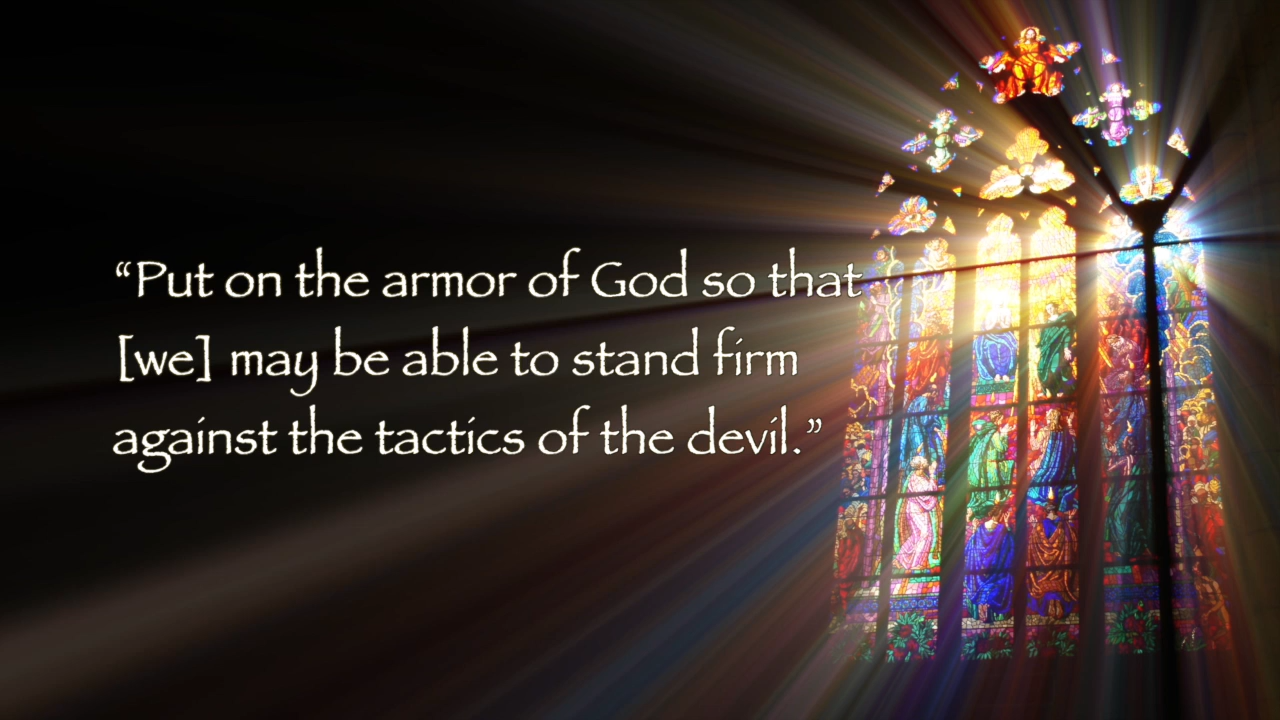 “Put on the armor of God so that
[we] may be able to stand firm
against the tactics of the devil.”